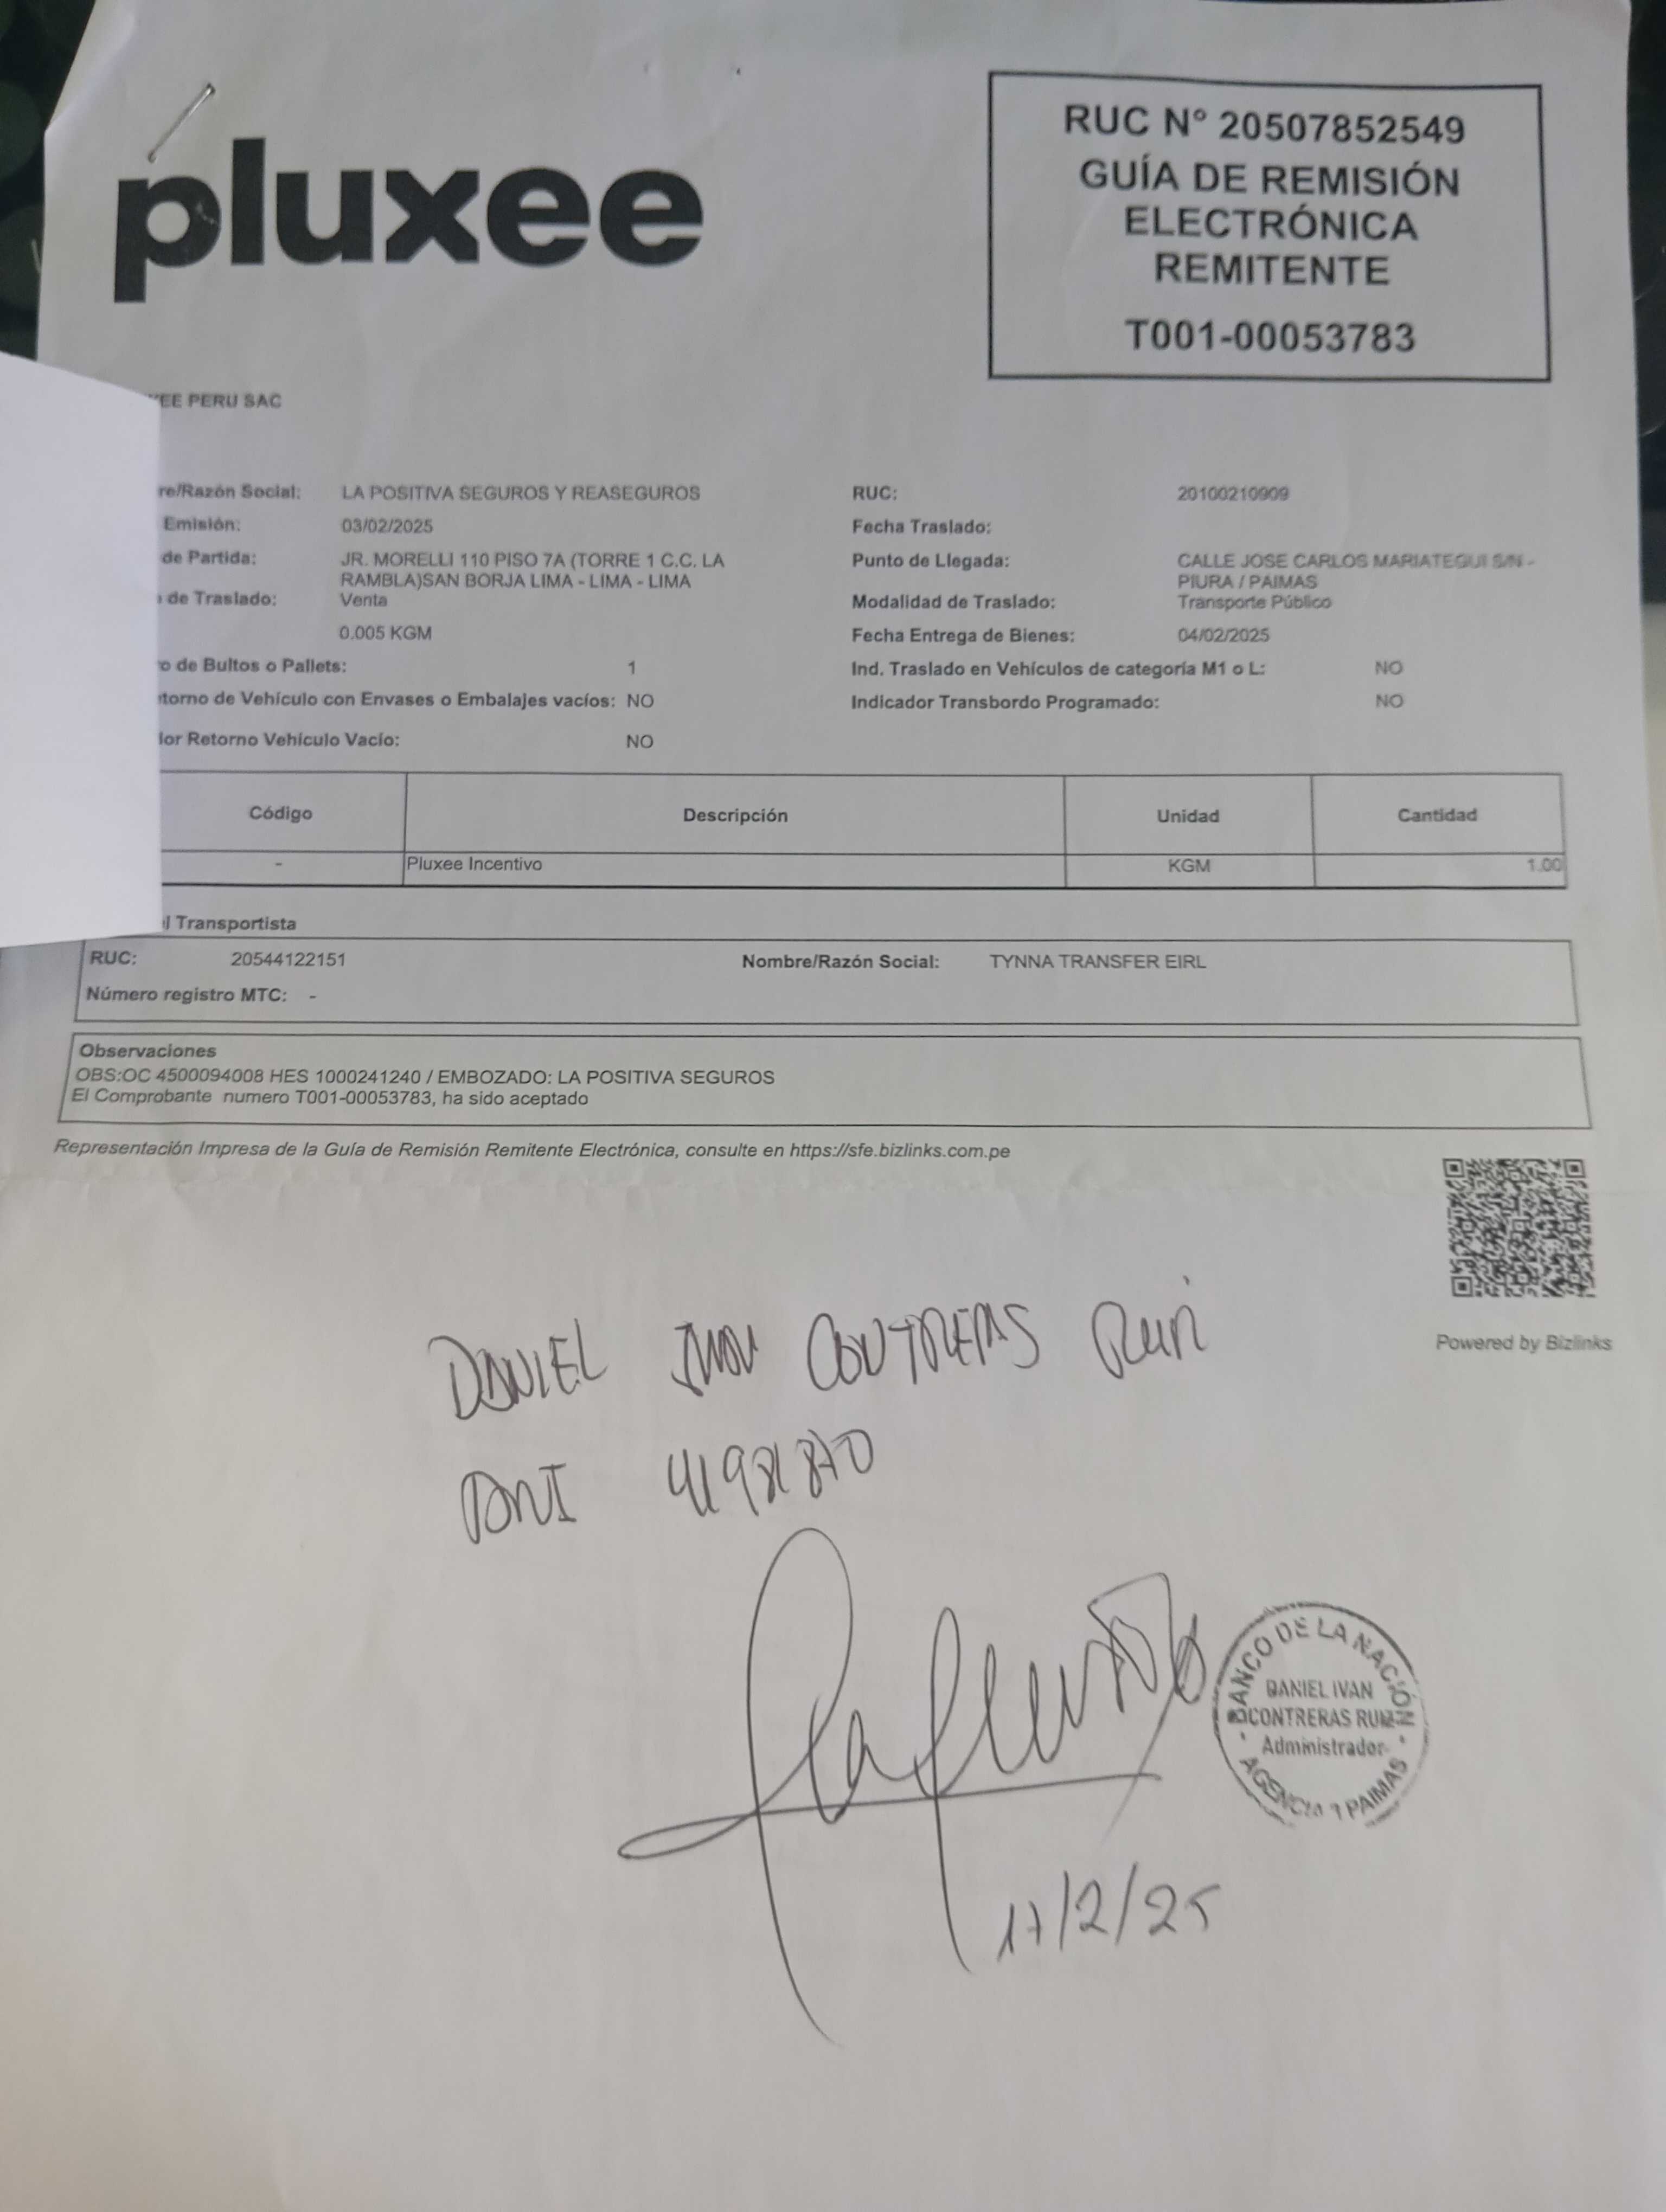 pluxee
RUC N° 20507852549
GUÍA DE REMISIÓN
ELECTRÓNICA
REMITENTE
T001-00053783
EE PERU SAC
re/Razón Social: LA POSITIVA SEGUROS Y REASEGUROS RUC: 20100210909
Emisión: 03/02/2025 Fecha Traslado:
de Partida: JR. MORELLI 110 PISO 7A (TORRE 1 C.C. LA RAMBLA)SAN BORJA LIMA - LIMA - LIMA Punto de Llegada: CALLE JOSE CARLOS MARIATEGUI S/N - PIURA / PAIMAS
de Traslado: Venta Modalidad de Traslado: Transporte Público
0.005 KGM Fecha Entrega de Bienes: 04/02/2025
o de Bultos o Pallets: 1 Ind. Traslado en Vehículos de categoría M1 o L: NO
torno de Vehículo con Envases o Embalajes vacíos: NO Indicador Transbordo Programado: NO
or Retorno Vehículo Vacío: NO
Código Descripción Unidad Cantidad
- Pluxee Incentivo KGM 1.00
l Transportista
RUC: 20544122151 Nombre/Razón Social: TYNNA TRANSFER EIRL
Número registro MTC: -
Observaciones
OBS:OC 4500094008 HES 1000241240 / EMBOZADO: LA POSITIVA SEGUROS
El Comprobante numero T001-00053783, ha sido aceptado
Representación Impresa de la Guía de Remisión Remitente Electrónica, consulte en https://sfe.bizlinks.com.pe
Powered by Bizlinks
DANIEL IVAN CONTRERAS
DNI
BANCO DE LA NACIÓN
DANIEL IVAN
CONTRERAS
Administrador
AGENCIA PAIMAS
17/2/25